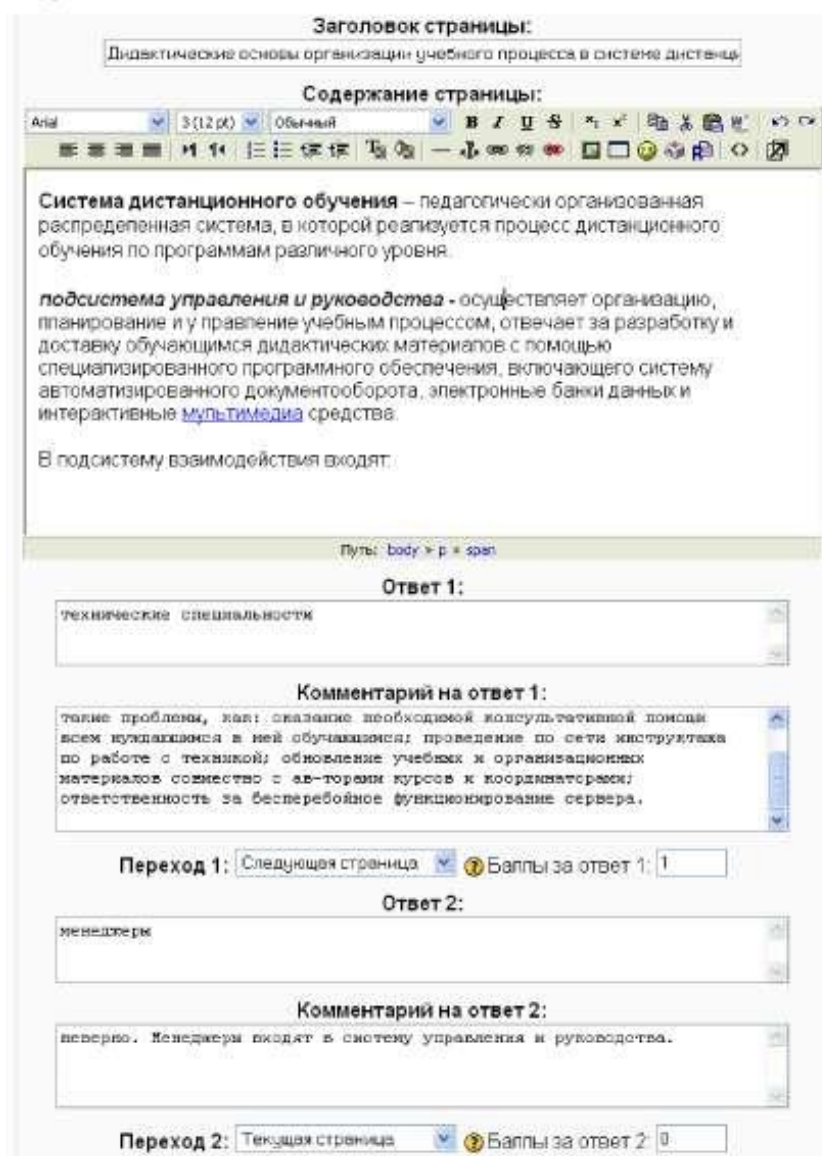 Заголовок страницы:
Дидактические основы организации учебного процесса в системе дистанц
Содержание страницы:
Arial 3 (12 pt) Обычный B I U S
Система дистанционного обучения – педагогически организованная
распределенная система, в которой реализуется процесс дистанционного
обучения по программам различного уровня.
подсистема управления и руководства - осуществляет организацию,
планирование и у правление учебным процессом, отвечает за разработку и
доставку обучающимся дидактических материалов с помощью
специализированного программного обеспечения, включающего систему
автоматизированного документооборота, электронные банки данных и
интерактивные мультимедиа средства.
В подсистему взаимодействия входят:
Путь: body » p » span
Ответ 1:
технические специальности
Комментарий на ответ 1:
такие проблемы, как: оказание необходимой консультативной помощи
всем нуждающимся в ней обучающимся; проведение по сети инструктажа
по работе с техникой; обновление учебных и организационных
материалов совместно с ав-торами курсов и координаторами;
ответственность за бесперебойное функционирование сервера.
Переход 1: Следующая страница Баллы за ответ 1: 1
Ответ 2:
менеджеры
Комментарий на ответ 2:
неверно. Менеджеры входят в систему управления и руководства.
Переход 2: Текущая страница Баллы за ответ 2: 0